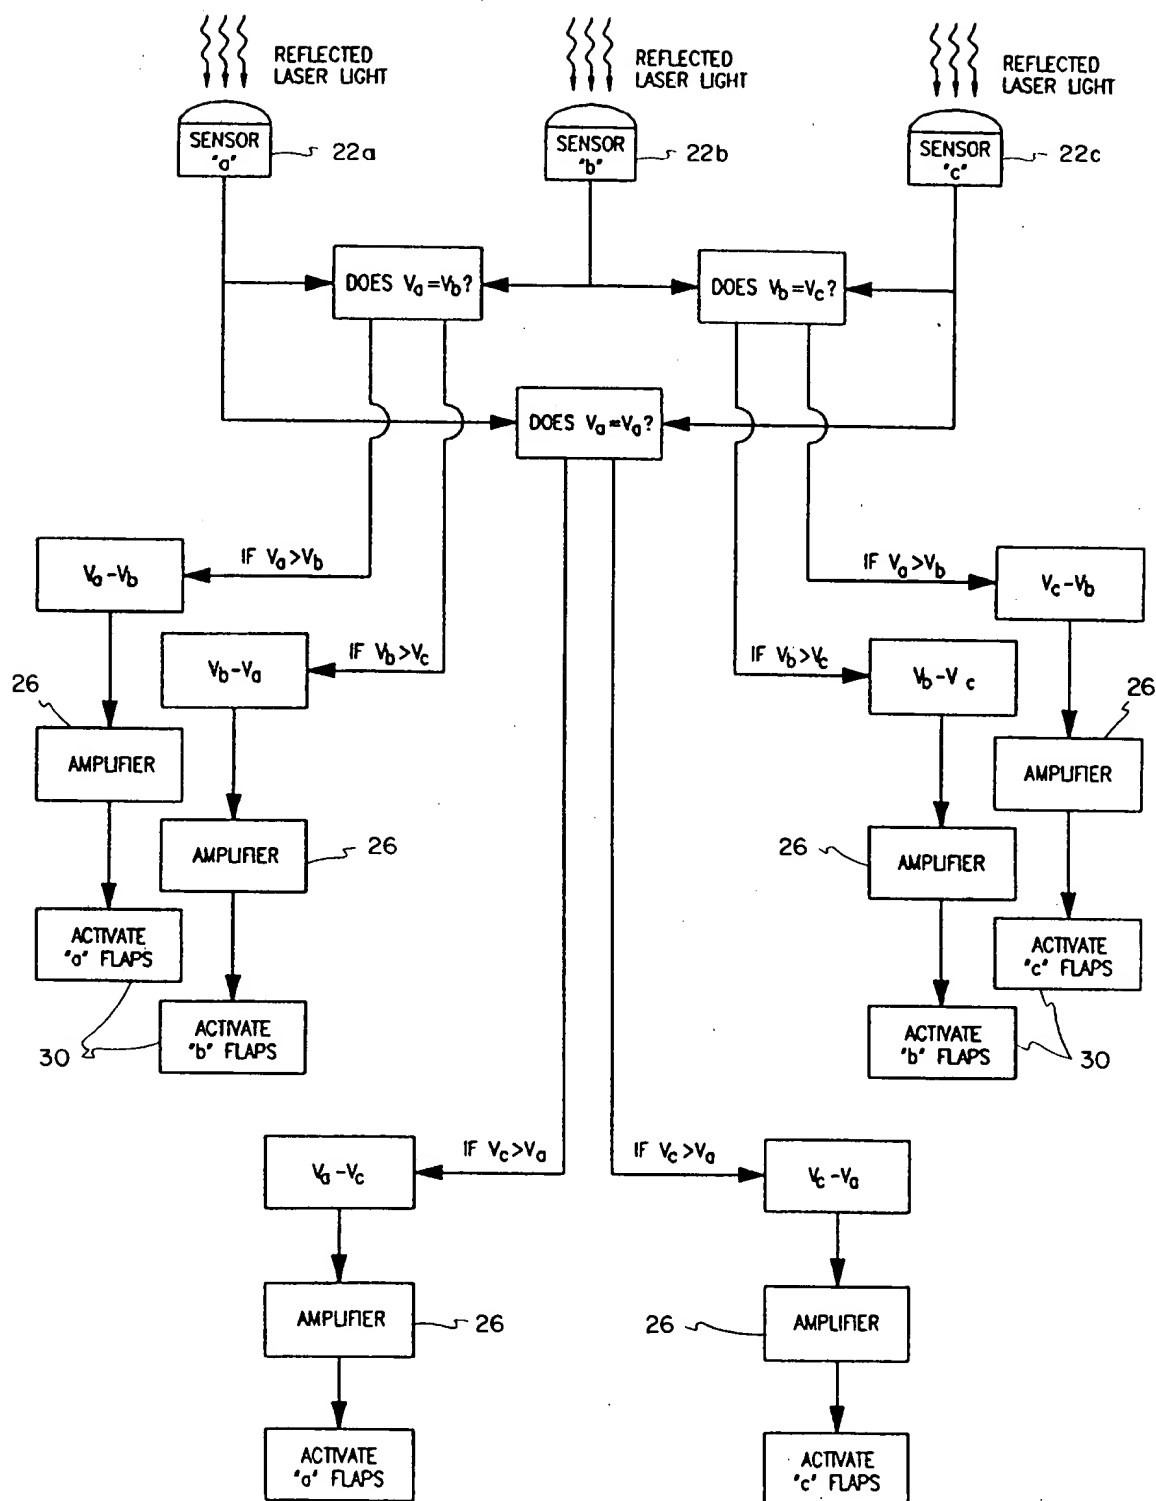 REFLECTED
LASER LIGHT
REFLECTED
LASER LIGHT
REFLECTED
LASER LIGHT
SENSOR
"a"
22a
SENSOR
"b"
22b
SENSOR
"c"
22c
DOES Va=Vb?
DOES Vb=Vc?
DOES Va=Va?
IF Va>Vb
Va-Vb
IF Va>Vb
Vc-Vb
IF Vb>Vc
Vb-Va
IF Vb>Vc
Vb-Vc
26
AMPLIFIER
26
AMPLIFIER
AMPLIFIER
26
26
AMPLIFIER
ACTIVATE
"a" FLAPS
ACTIVATE
"c" FLAPS
ACTIVATE
"b" FLAPS
30
ACTIVATE
"b" FLAPS
30
IF Vc>Va
Va-Vc
IF Vc>Va
Vc-Va
AMPLIFIER
26
26
AMPLIFIER
ACTIVATE
"a" FLAPS
ACTIVATE
"c" FLAPS